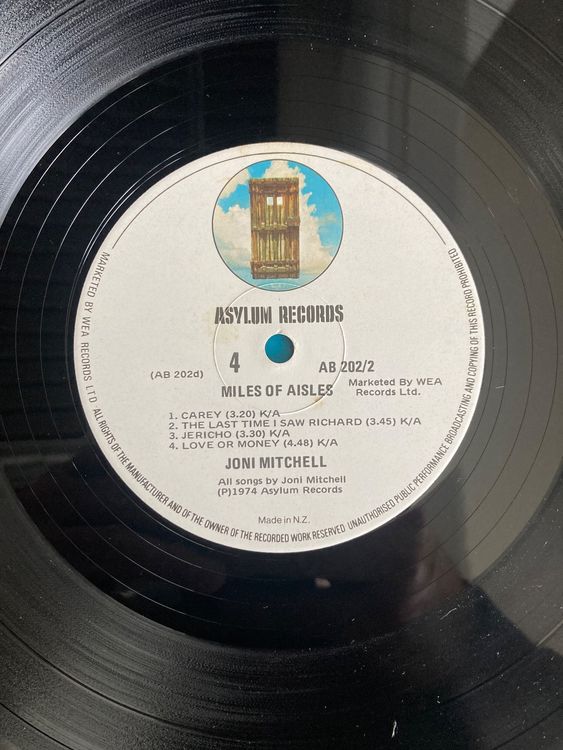 ASYLUM RECORDS
4 AB 202/2
(AB 202d)
MILES OF AISLES
Marketed By WEA
Records Ltd.
1. CAREY (3.20) K/A
2. THE LAST TIME I SAW RICHARD (3.45) K/A
3. JERICHO (3.30) K/A
4. LOVE OR MONEY (4.48) K/A
JONI MITCHELL
All songs by Joni Mitchell
(P)1974 Asylum Records
Made in N.Z.
MARKETED BY WEA RECORDS LTD ALL RIGHTS OF THE MANUFACTURER AND OF THE OWNER OF THE RECORDED WORK RESERVED UNAUTHORISED PUBLIC PERFORMANCE BROADCASTING AND COPYING OF THIS RECORD PROHIBITED